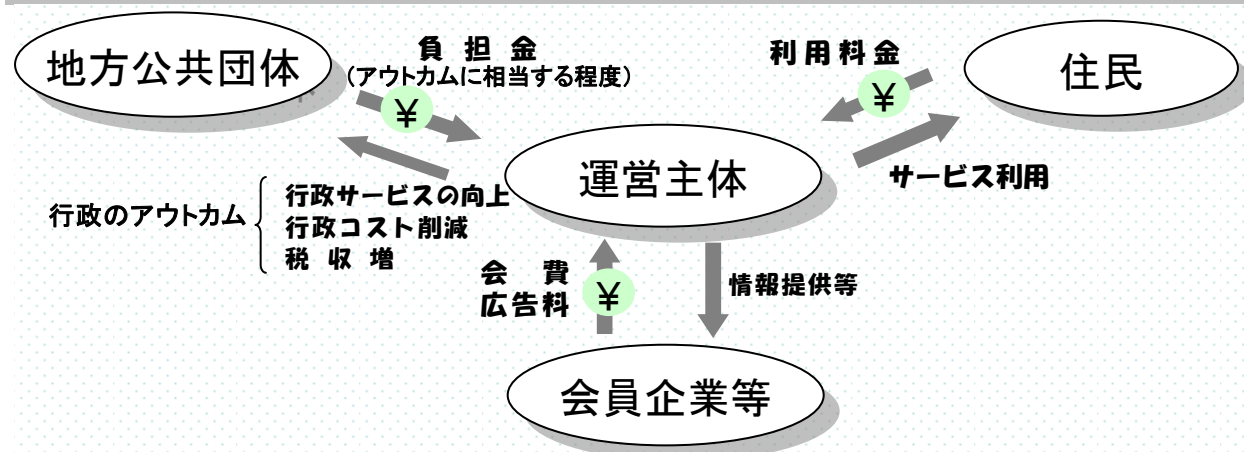 地方公共団体
負担金
(アウトカムに相当する程度)
¥
利用料金
¥
住民
運営主体
サービス利用
行政のアウトカム
行政サービスの向上
行政コスト削減
税収増
会費
広告料
¥
情報提供等
会員企業等